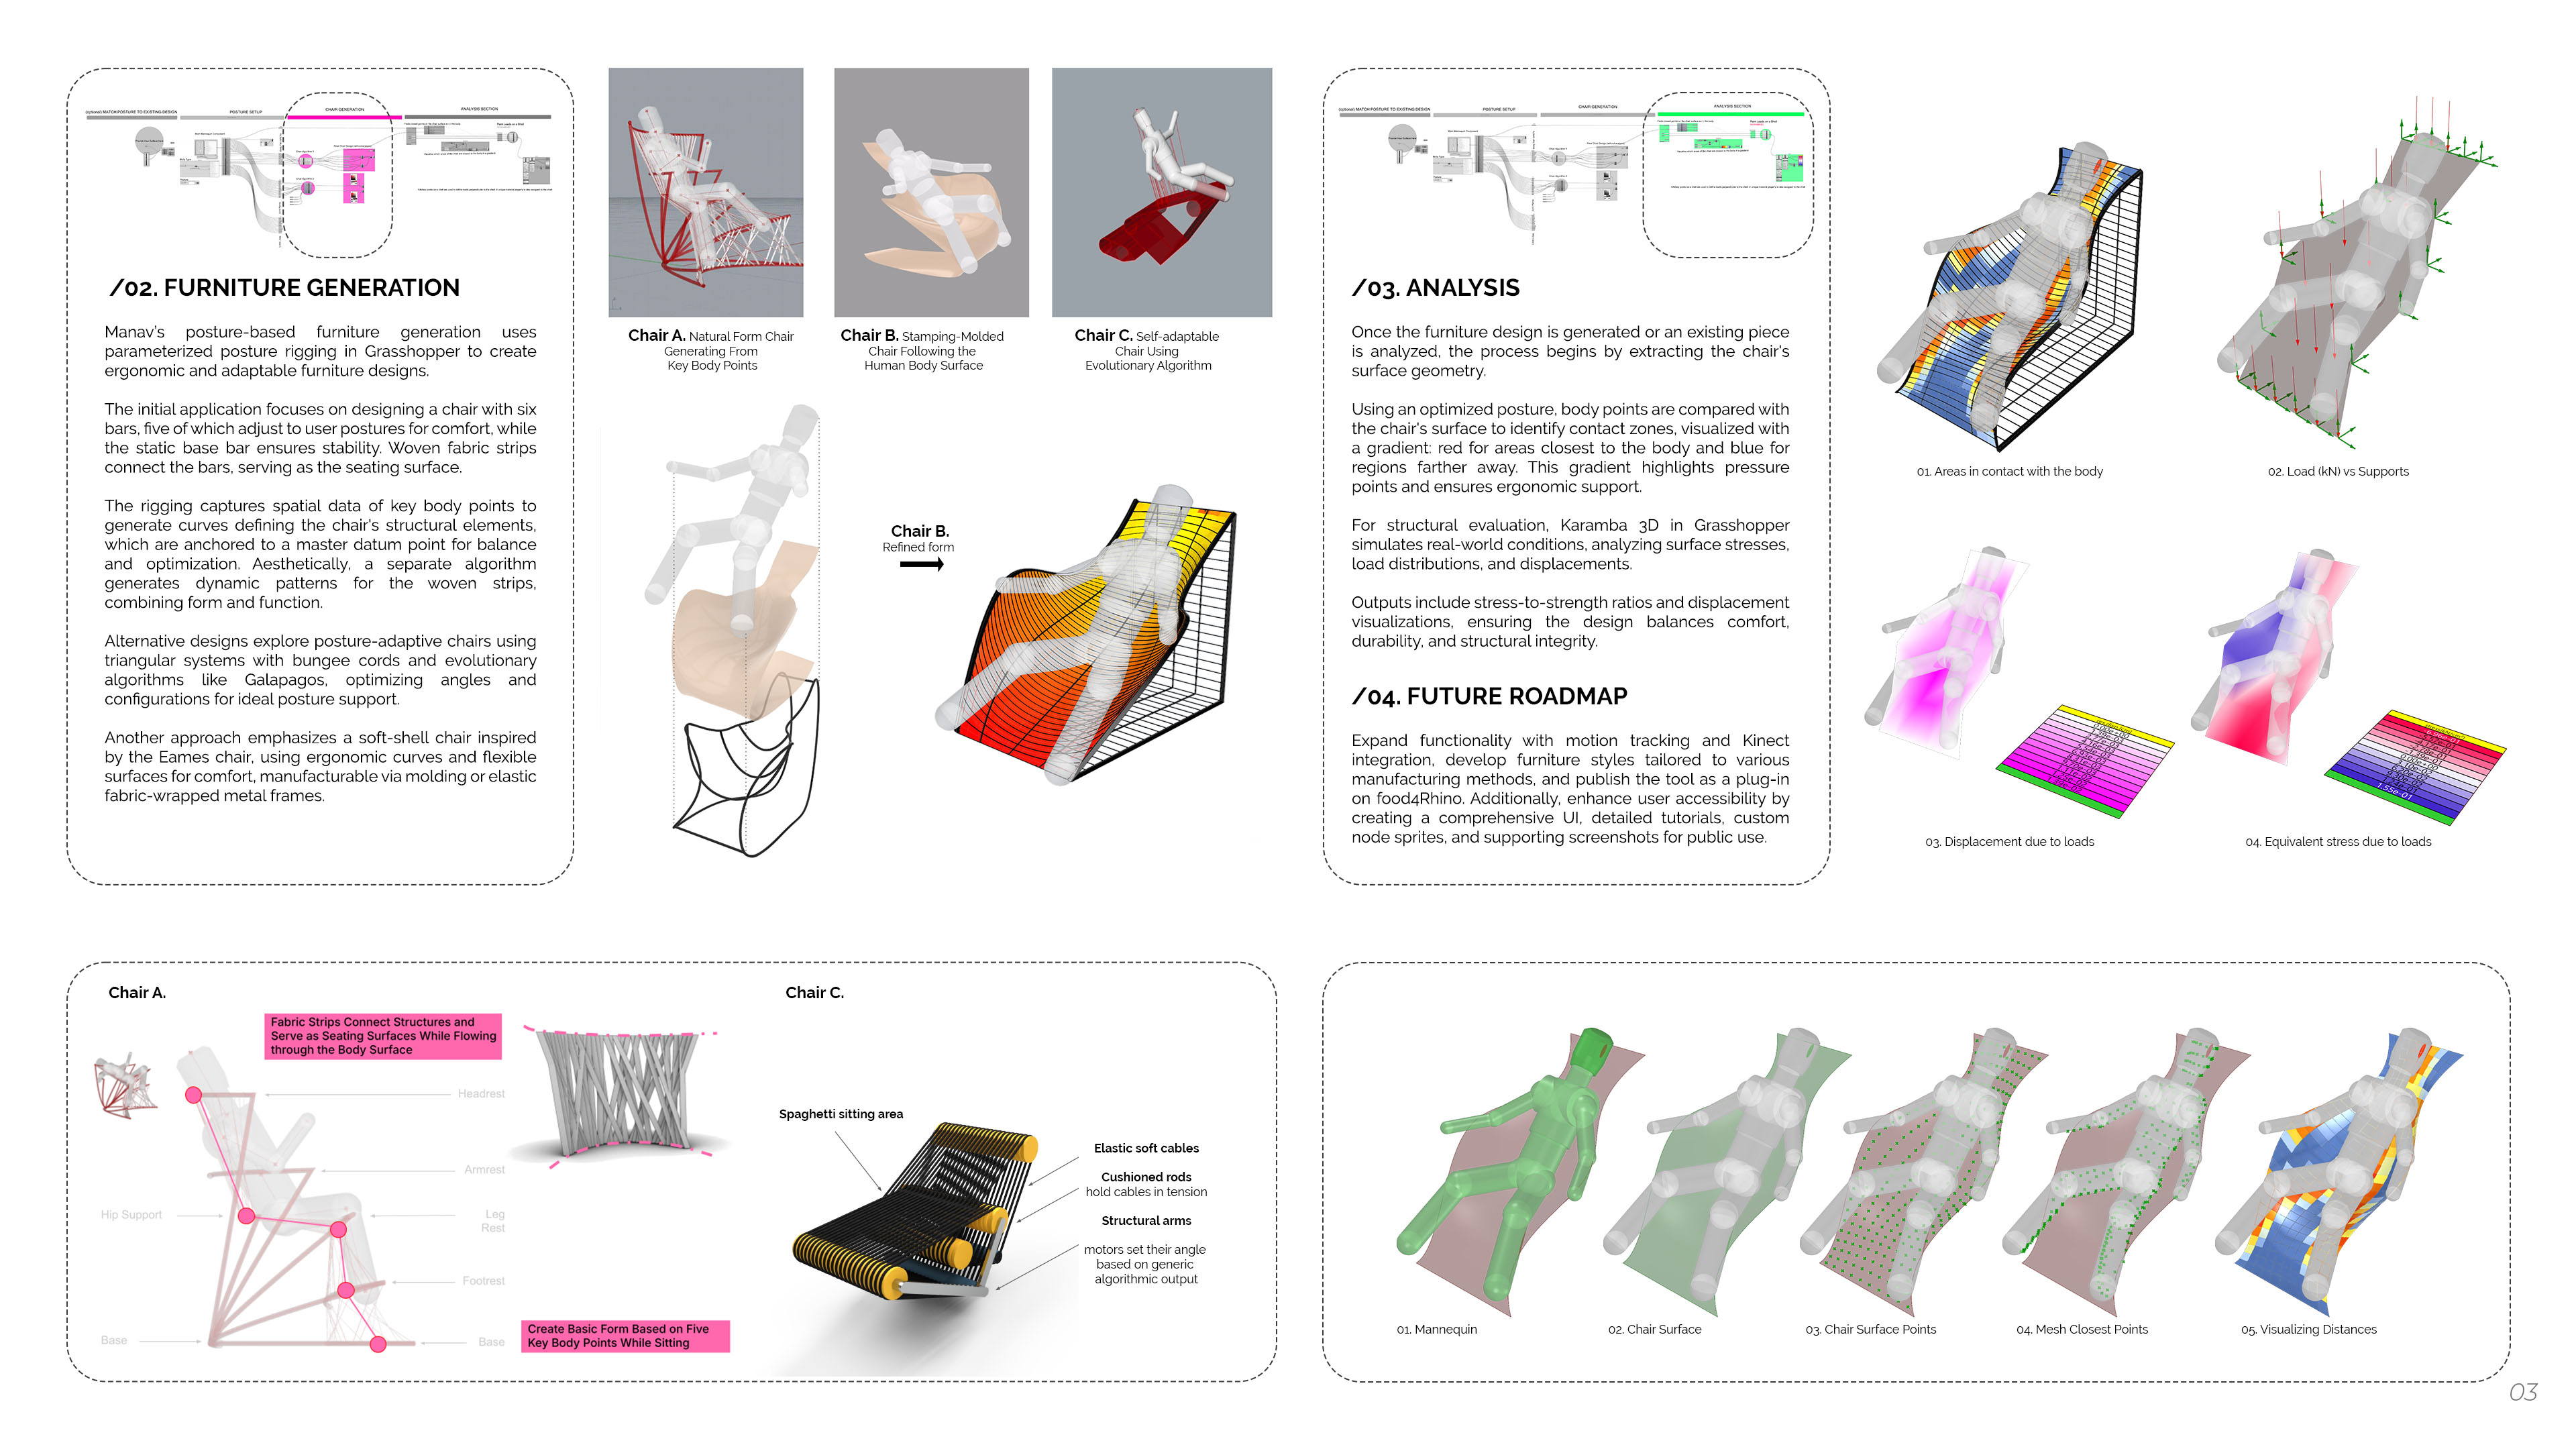 (optional) MATCH POSTURE TO EXISTING DESIGN
POSTURE SETUP
CHAIR GENERATION
ANALYSIS SECTION
/02. FURNITURE GENERATION
Manav's posture-based furniture generation uses
parameterized posture rigging in Grasshopper to create
ergonomic and adaptable furniture designs.
The initial application focuses on designing a chair with six
bars, five of which adjust to user postures for comfort, while
the static base bar ensures stability. Woven fabric strips
connect the bars, serving as the seating surface.
The rigging captures spatial data of key body points to
generate curves defining the chair's structural elements,
which are anchored to a master datum point for balance
and optimization. Aesthetically, a separate algorithm
generates dynamic patterns for the woven strips,
combining form and function.
Alternative designs explore posture-adaptive chairs using
triangular systems with bungee cords and evolutionary
algorithms like Galapagos, optimizing angles and
configurations for ideal posture support.
Another approach emphasizes a soft-shell chair inspired
by the Eames chair, using ergonomic curves and flexible
surfaces for comfort, manufacturable via molding or elastic
fabric-wrapped metal frames.
Chair A. Natural Form Chair
Generating From
Key Body Points
Chair B. Stamping-Molded
Chair Following the
Human Body Surface
Chair C. Self-adaptable
Chair Using
Evolutionary Algorithm
Chair B.
Refined form
(optional) MATCH POSTURE TO EXISTING DESIGN
POSTURE SETUP
CHAIR GENERATION
ANALYSIS SECTION
/03. ANALYSIS
Once the furniture design is generated or an existing piece
is analyzed, the process begins by extracting the chair's
surface geometry.
Using an optimized posture, body points are compared with
the chair's surface to identify contact zones, visualized with
a gradient: red for areas closest to the body and blue for
regions farther away. This gradient highlights pressure
points and ensures ergonomic support.
For structural evaluation, Karamba 3D in Grasshopper
simulates real-world conditions, analyzing surface stresses,
load distributions, and displacements.
Outputs include stress-to-strength ratios and displacement
visualizations, ensuring the design balances comfort,
durability, and structural integrity.
/04. FUTURE ROADMAP
Expand functionality with motion tracking and Kinect
integration, develop furniture styles tailored to various
manufacturing methods, and publish the tool as a plug-in
on food4Rhino. Additionally, enhance user accessibility by
creating a comprehensive UI, detailed tutorials, custom
node sprites, and supporting screenshots for public use.
01. Areas in contact with the body
02. Load (kN) vs Supports
03. Displacement due to loads
1.55e-01
04. Equivalent stress due to loads
Chair A.
Fabric Strips Connect Structures and
Serve as Seating Surfaces While Flowing
through the Body Surface
Headrest
Armrest
Hip Support
Leg
Rest
Footrest
Base
Base
Create Basic Form Based on Five
Key Body Points While Sitting
Chair C.
Spaghetti sitting area
Elastic soft cables
Cushioned rods
hold cables in tension
Structural arms
motors set their angle
based on generic
algorithmic output
01. Mannequin
02. Chair Surface
03. Chair Surface Points
04. Mesh Closest Points
05. Visualizing Distances
03